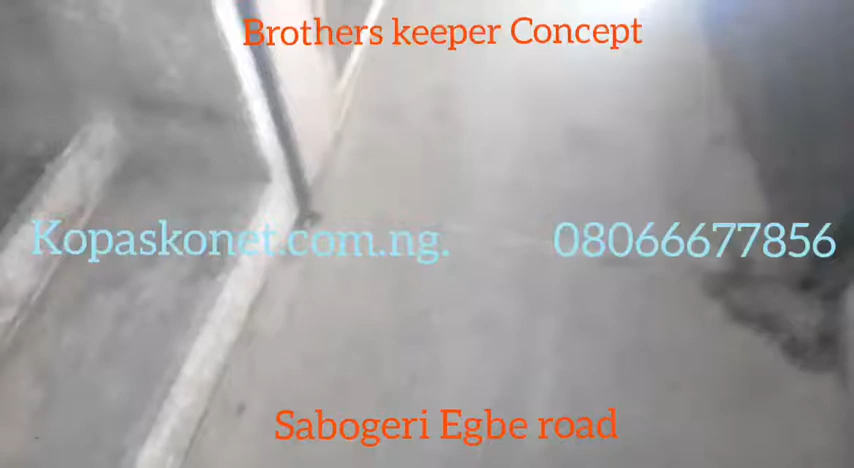 Brothers keeper Concept
Kopaskonet.com.ng. 08066677856
Sabogeri Egbe road